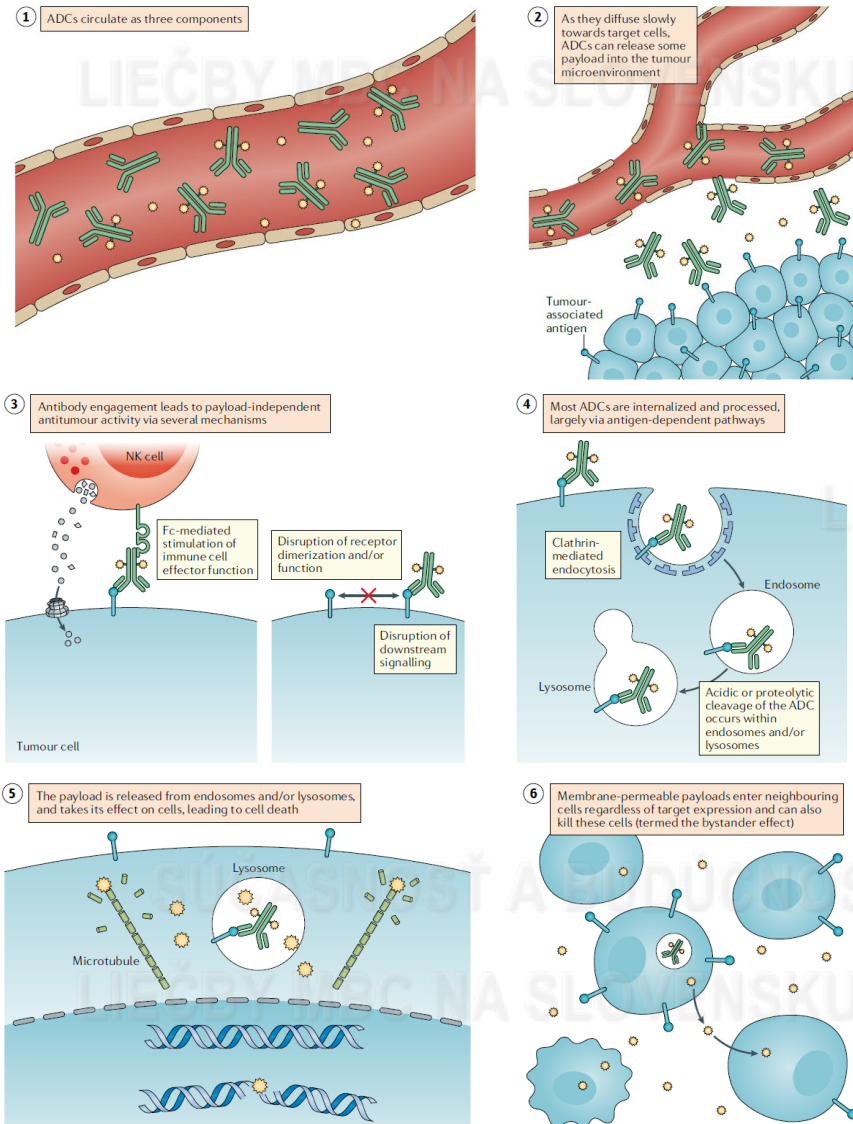 1
ADCs circulate as three components
2
As they diffuse slowly
towards target cells,
ADCs can release some
payload into the tumour
microenvironment
LIEČBY MBC NA SLOVENSKU
Tumour-
associated
antigen
3
Antibody engagement leads to payload-independent
antitumour activity via several mechanisms
NK cell
Fc-mediated
stimulation of
immune cell
effector function
Disruption of receptor
dimerization and/or
function
Disruption of
downstream
signalling
Tumour cell
4
Most ADCs are internalized and processed,
largely via antigen-dependent pathways
Clathrin-
mediated
endocytosis
Endosome
Lysosome
Acidic or proteolytic
cleavage of the ADC
occurs within
endosomes and/or
lysosomes
5
The payload is released from endosomes and/or lysosomes,
and takes its effect on cells, leading to cell death
Lysosome
Microtubule
6
Membrane-permeable payloads enter neighbouring
cells regardless of target expression and can also
kill these cells (termed the bystander effect)
SÚČASNOSŤ A BUDÚCNOS
LIEČBY MBC NA SLOVENSKU